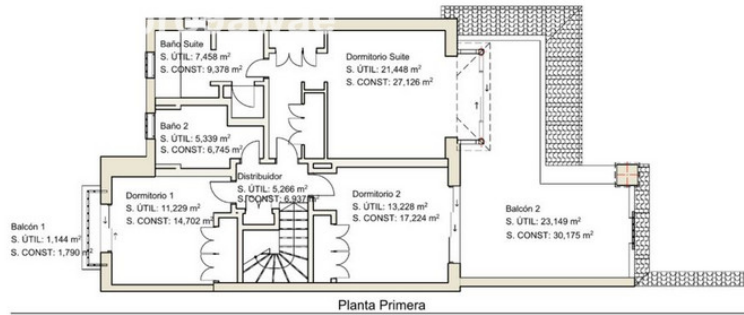 Baño Suite
S. ÚTIL: 7,458 m²
S. CONST: 9,378 m²
Dormitorio Suite
S. ÚTIL: 21,448 m²
S. CONST: 27,126 m²
Baño 2
S. ÚTIL: 5,339 m²
S. CONST: 6,745 m²
Distribuidor
S. ÚTIL: 5,266 m²
S. CONST: 6,937 m²
Dormitorio 1
S. ÚTIL: 11,229 m²
S. CONST: 14,702 m²
Dormitorio 2
S. ÚTIL: 13,228 m²
S. CONST: 17,224 m²
Balcón 2
S. ÚTIL: 23,149 m²
S. CONST: 30,175 m²
Balcón 1
S. ÚTIL: 1,144 m²
S. CONST: 1,790 m²
Planta Primera